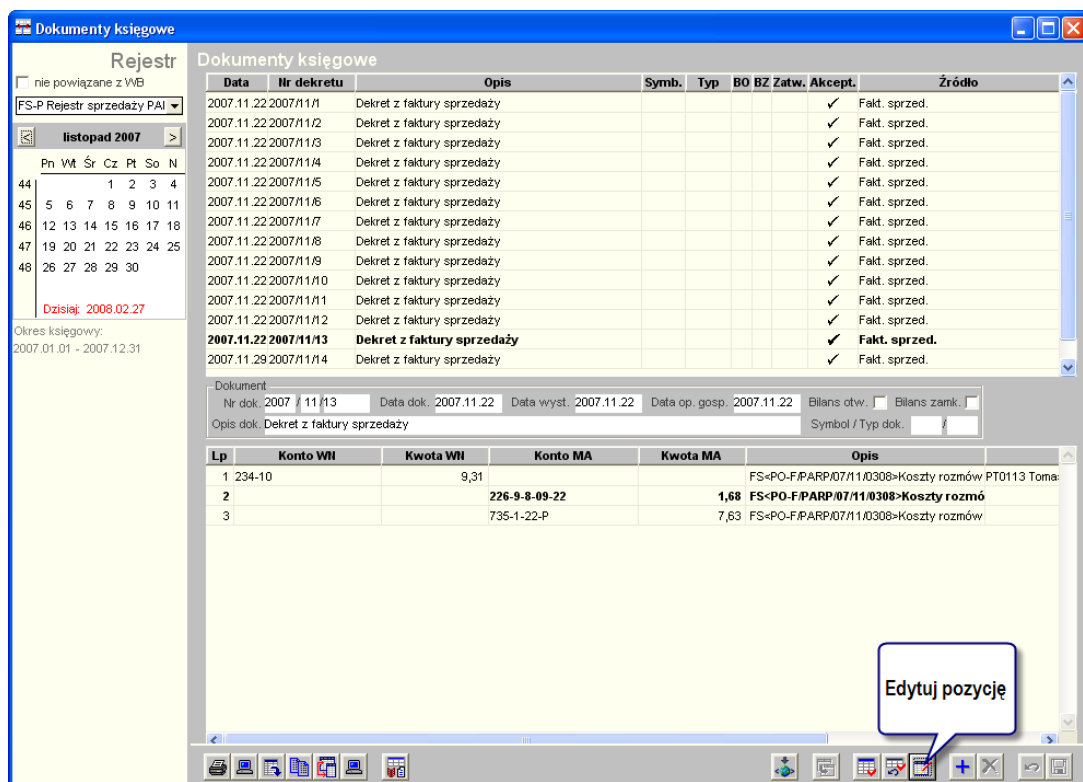 Dokumenty księgowe
Rejestr
nie powiązane z WB
FS-P Rejestr sprzedaży PAI
< listopad 2007 >
Pn Wt Śr Cz Pt So N
44 1 2 3 4
45 5 6 7 8 9 10 11
46 12 13 14 15 16 17 18
47 19 20 21 22 23 24 25
48 26 27 28 29 30
Dzisiaj: 2008.02.27
Okres księgowy:
2007.01.01 - 2007.12.31
Dokumenty księgowe
Data Nr dekretu Opis Symb. Typ BO BZ Zatw. Akcept. Źródło
2007.11.22 2007/11/1 Dekret z faktury sprzedaży ✓ Fakt. sprzed.
2007.11.22 2007/11/2 Dekret z faktury sprzedaży ✓ Fakt. sprzed.
2007.11.22 2007/11/3 Dekret z faktury sprzedaży ✓ Fakt. sprzed.
2007.11.22 2007/11/4 Dekret z faktury sprzedaży ✓ Fakt. sprzed.
2007.11.22 2007/11/5 Dekret z faktury sprzedaży ✓ Fakt. sprzed.
2007.11.22 2007/11/6 Dekret z faktury sprzedaży ✓ Fakt. sprzed.
2007.11.22 2007/11/7 Dekret z faktury sprzedaży ✓ Fakt. sprzed.
2007.11.22 2007/11/8 Dekret z faktury sprzedaży ✓ Fakt. sprzed.
2007.11.22 2007/11/9 Dekret z faktury sprzedaży ✓ Fakt. sprzed.
2007.11.22 2007/11/10 Dekret z faktury sprzedaży ✓ Fakt. sprzed.
2007.11.22 2007/11/11 Dekret z faktury sprzedaży ✓ Fakt. sprzed.
2007.11.22 2007/11/12 Dekret z faktury sprzedaży ✓ Fakt. sprzed.
2007.11.22 2007/11/13 Dekret z faktury sprzedaży ✓ Fakt. sprzed.
2007.11.29 2007/11/14 Dekret z faktury sprzedaży ✓ Fakt. sprzed.
Dokument
Nr dok. 2007 / 11 /13 Data dok. 2007.11.22 Data wyst. 2007.11.22 Data op. gosp. 2007.11.22 Bilans otw. Bilans zamk.
Opis dok. Dekret z faktury sprzedaży Symbol / Typ dok. /
Lp Konto WN Kwota WN Konto MA Kwota MA Opis
1 234-10 9,31 FS<PO-F/PARP/07/11/0308>Koszty rozmów PT0113 Toma
2 226-9-8-09-22 1,68 FS<PO-F/PARP/07/11/0308>Koszty rozmó
3 735-1-22-P 7,63 FS<PO-F/PARP/07/11/0308>Koszty rozmów
Edytuj pozycję